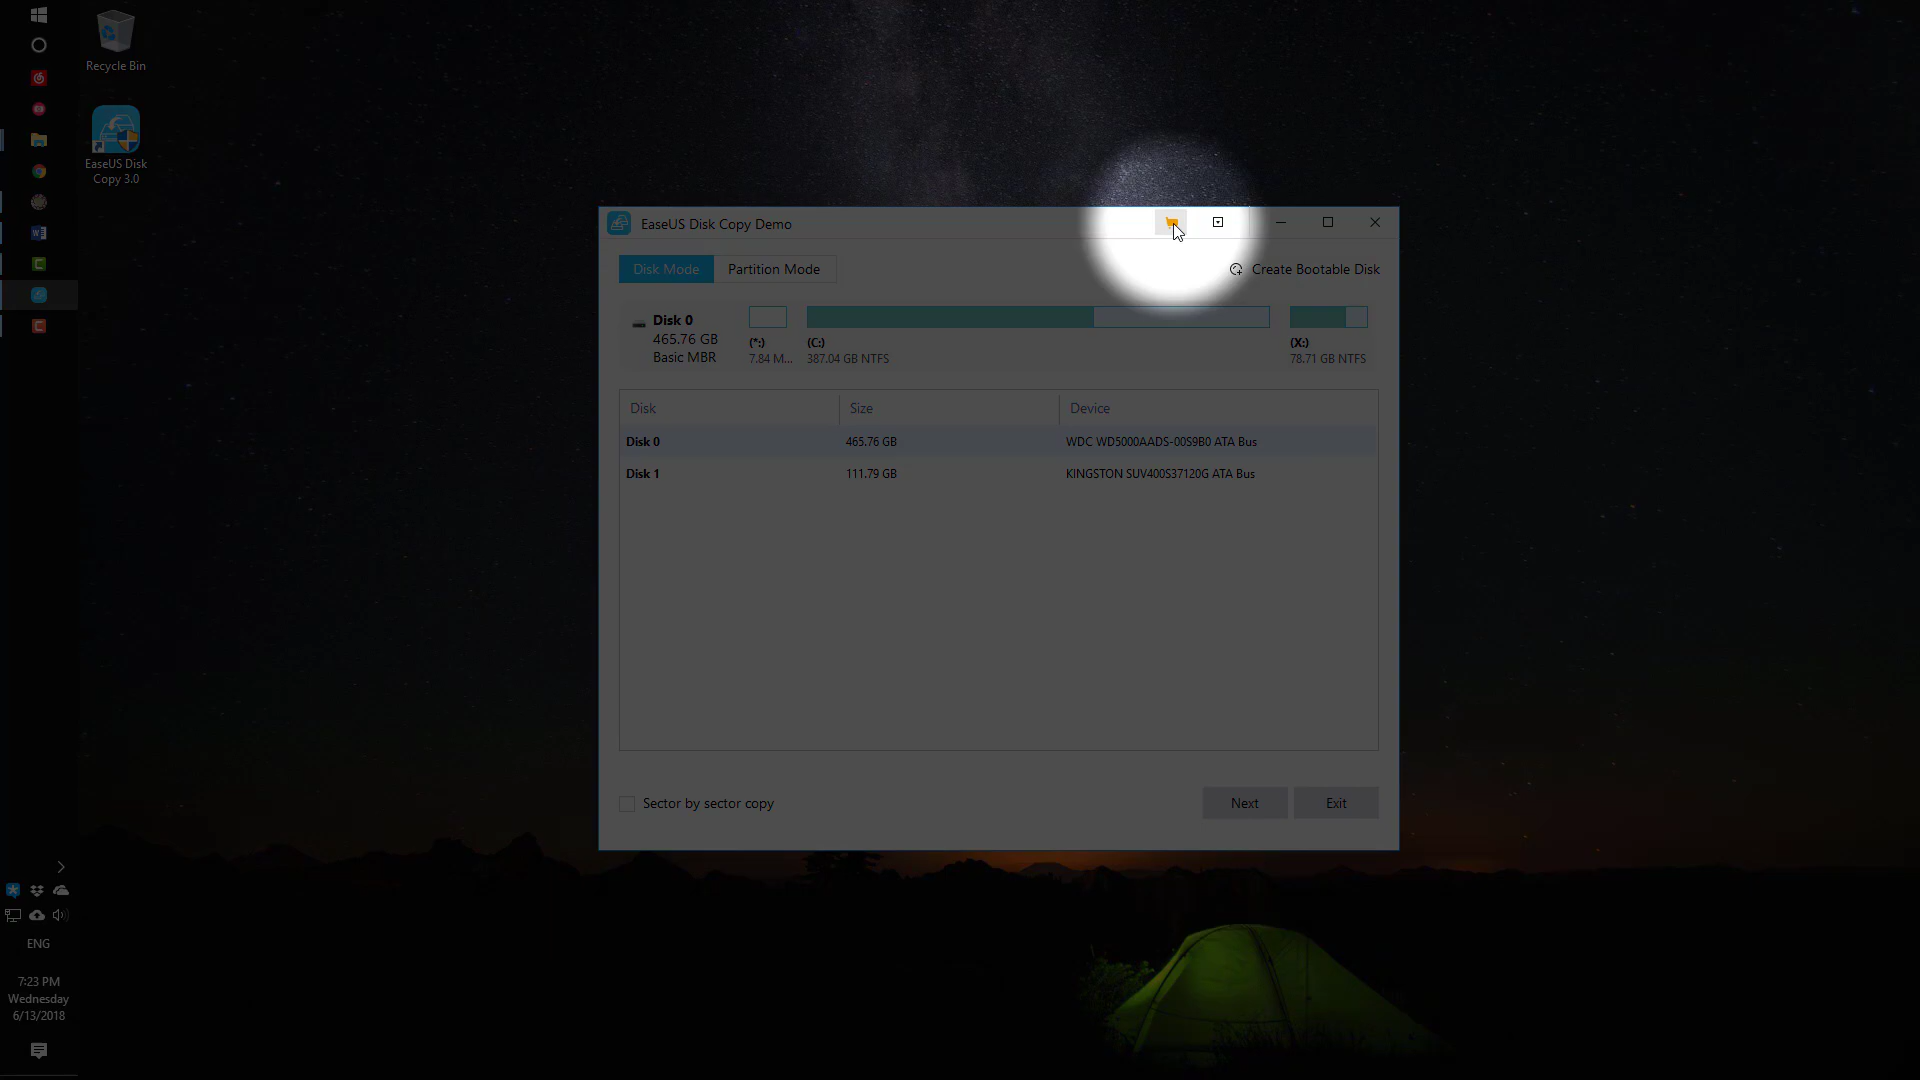 Recycle Bin
EaseUS Disk
Copy 3.0
EaseUS Disk Copy Demo
Disk Mode
Partition Mode
Create Bootable Disk
Disk 0
465.76 GB
Basic MBR
(*:)
7.84 M...
(C:)
387.04 GB NTFS
(X:)
78.71 GB NTFS
Disk Size Device
Disk 0 465.76 GB WDC WD5000AADS-00S9B0 ATA Bus
Disk 1 111.79 GB KINGSTON SUV400S37120G ATA Bus
Sector by sector copy
Next
Exit
ENG
7:23 PM
Wednesday
6/13/2018